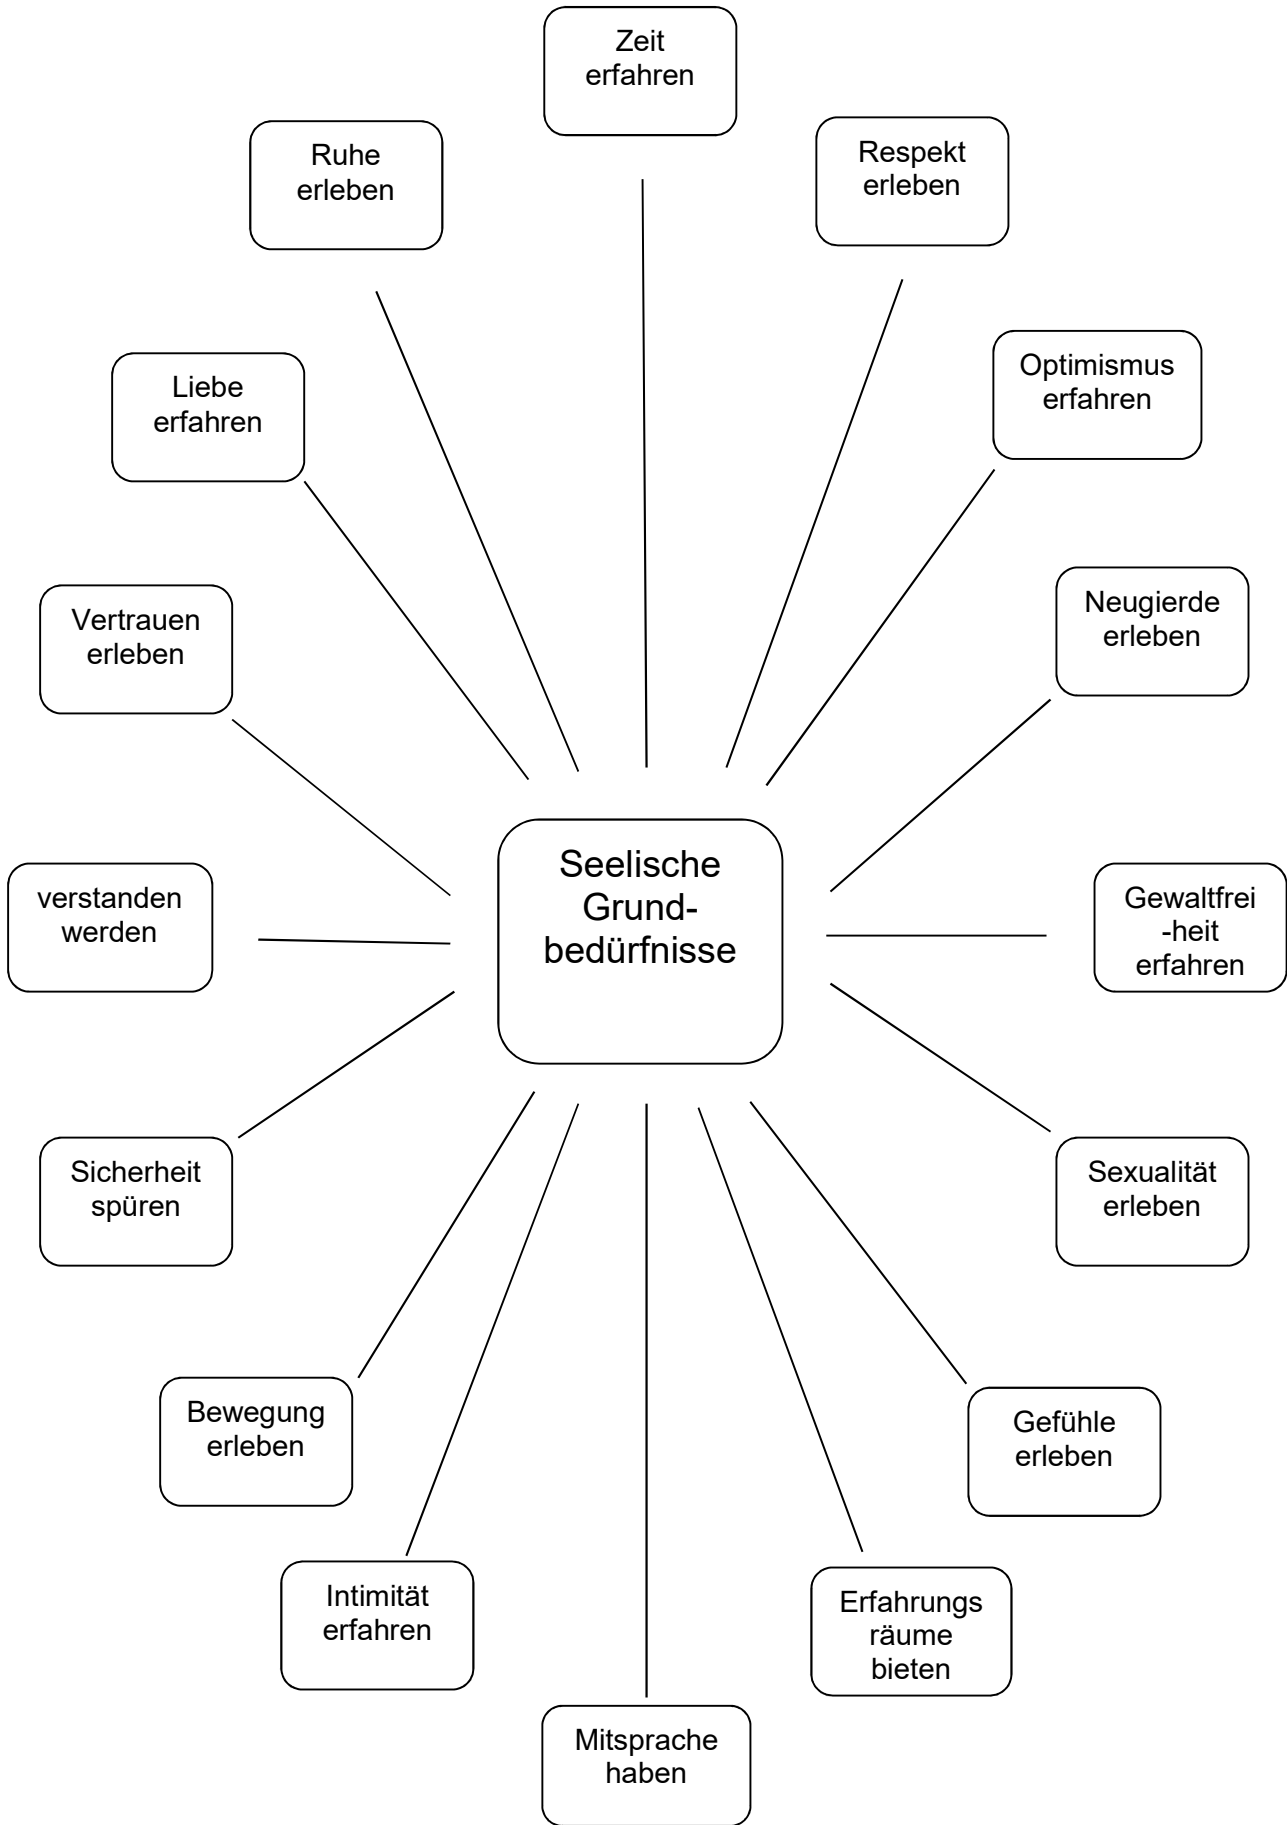 Zeit
erfahren
Ruhe
erleben
Respekt
erleben
Liebe
erfahren
Optimismus
erfahren
Vertrauen
erleben
Neugierde
erleben
verstanden
werden
Seelische
Grund-
bedürfnisse
Gewaltfrei
-heit
erfahren
Sicherheit
spüren
Sexualität
erleben
Bewegung
erleben
Gefühle
erleben
Intimität
erfahren
Erfahrungs
räume
bieten
Mitsprache
haben